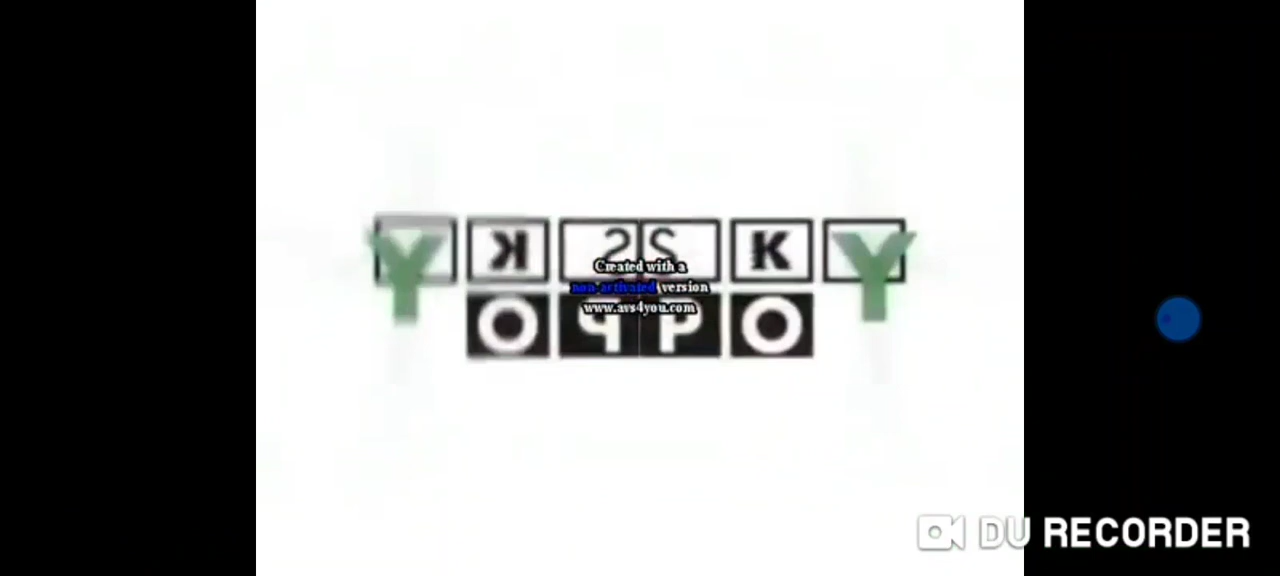 Y K S S K Y
Created with a
non-activated version
www.avs4you.com
O P P O
DU RECORDER